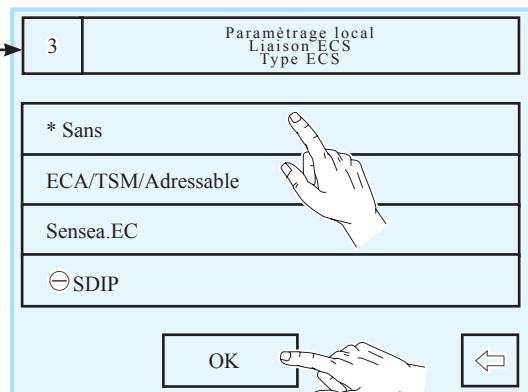 3
Paramètrage local
Liaison ECS
Type ECS
* Sans
ECA/TSM/Adressable
Sensea.EC
SDIP
OK